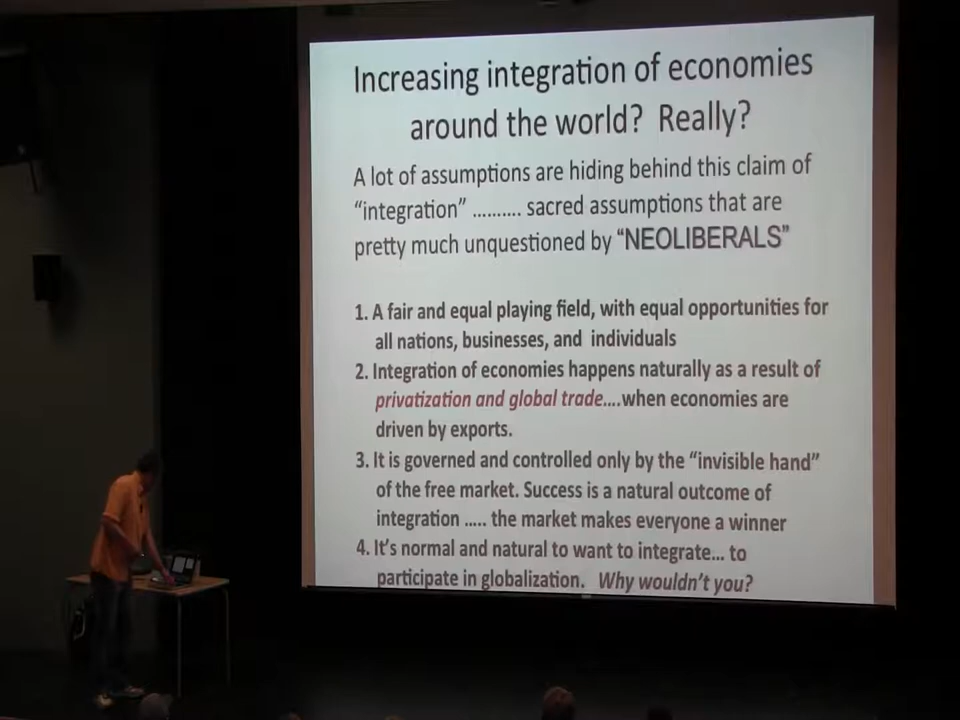 Increasing integration of economies
around the world? Really?
A lot of assumptions are hiding behind this claim of
“integration” .......... sacred assumptions that are
pretty much unquestioned by “NEOLIBERALS”
1. A fair and equal playing field, with equal opportunities for
all nations, businesses, and individuals
2. Integration of economies happens naturally as a result of
privatization and global trade....when economies are
driven by exports.
3. It is governed and controlled only by the “invisible hand”
of the free market. Success is a natural outcome of
integration ..... the market makes everyone a winner
4. It’s normal and natural to want to integrate... to
participate in globalization. Why wouldn’t you?